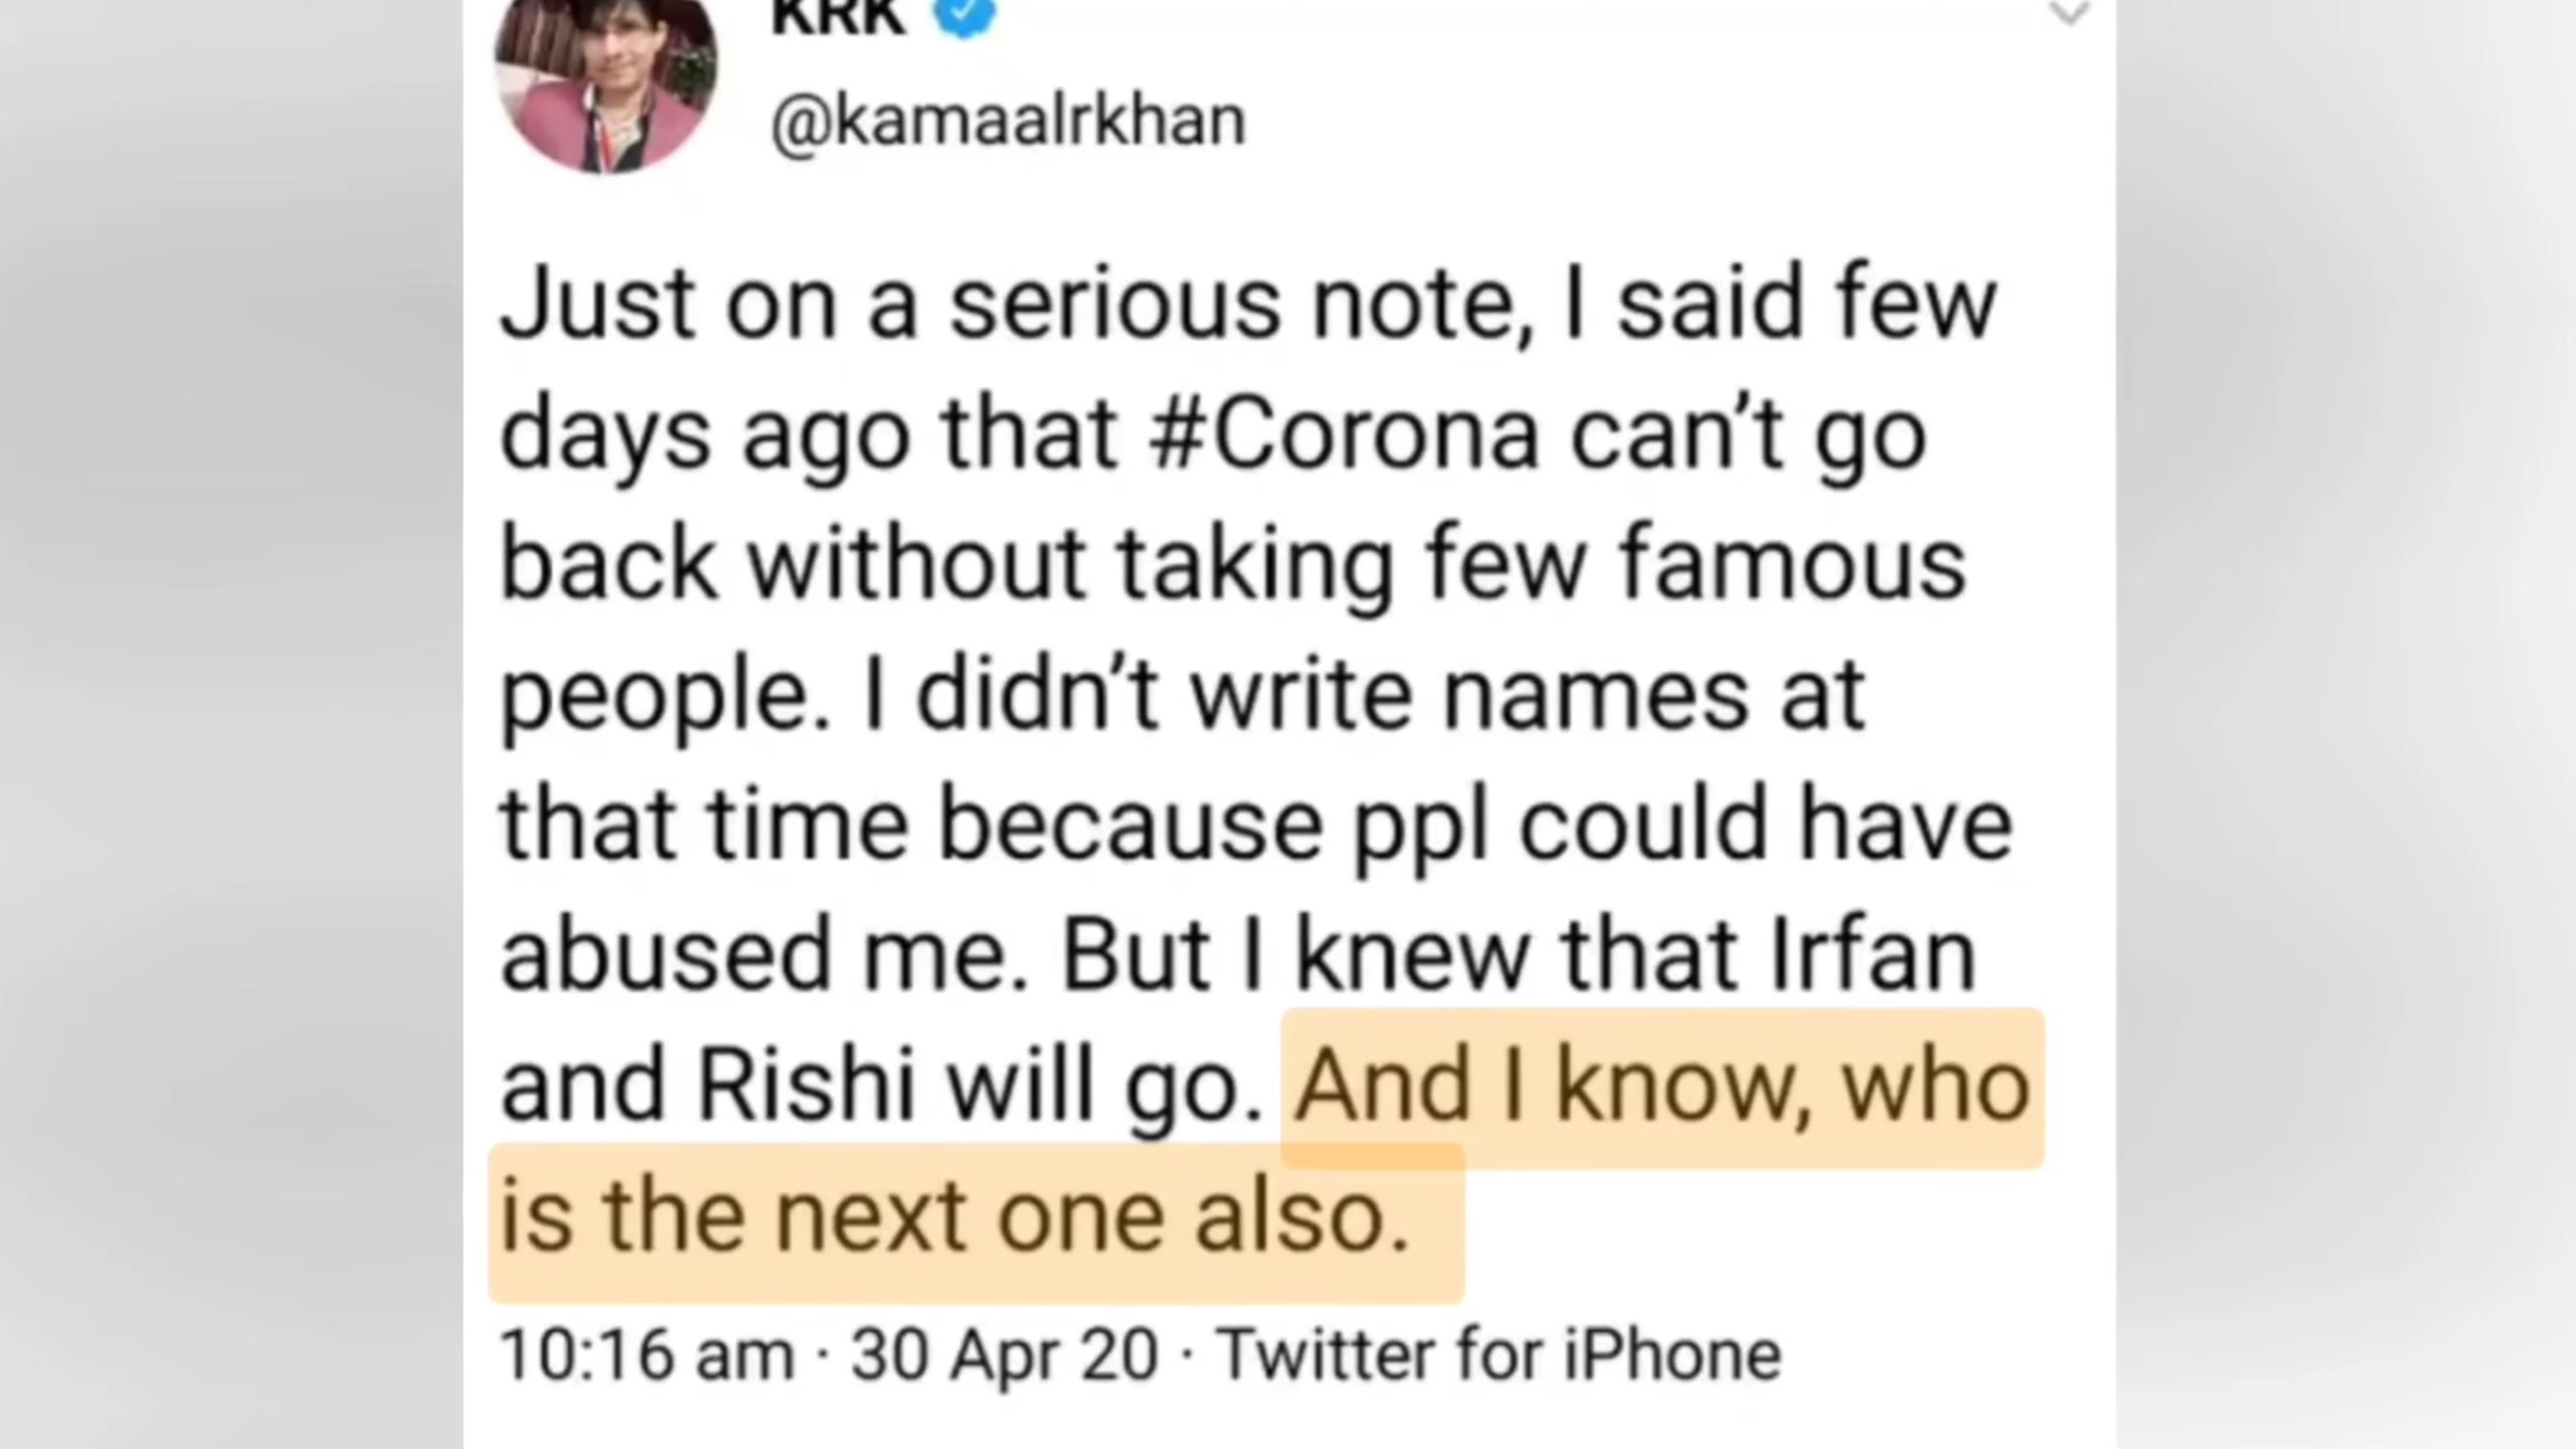 KRK
@kamaalrkhan
Just on a serious note, I said few
days ago that #Corona can’t go
back without taking few famous
people. I didn’t write names at
that time because ppl could have
abused me. But I knew that Irfan
and Rishi will go. And I know, who
is the next one also.
10:16 am · 30 Apr 20 · Twitter for iPhone